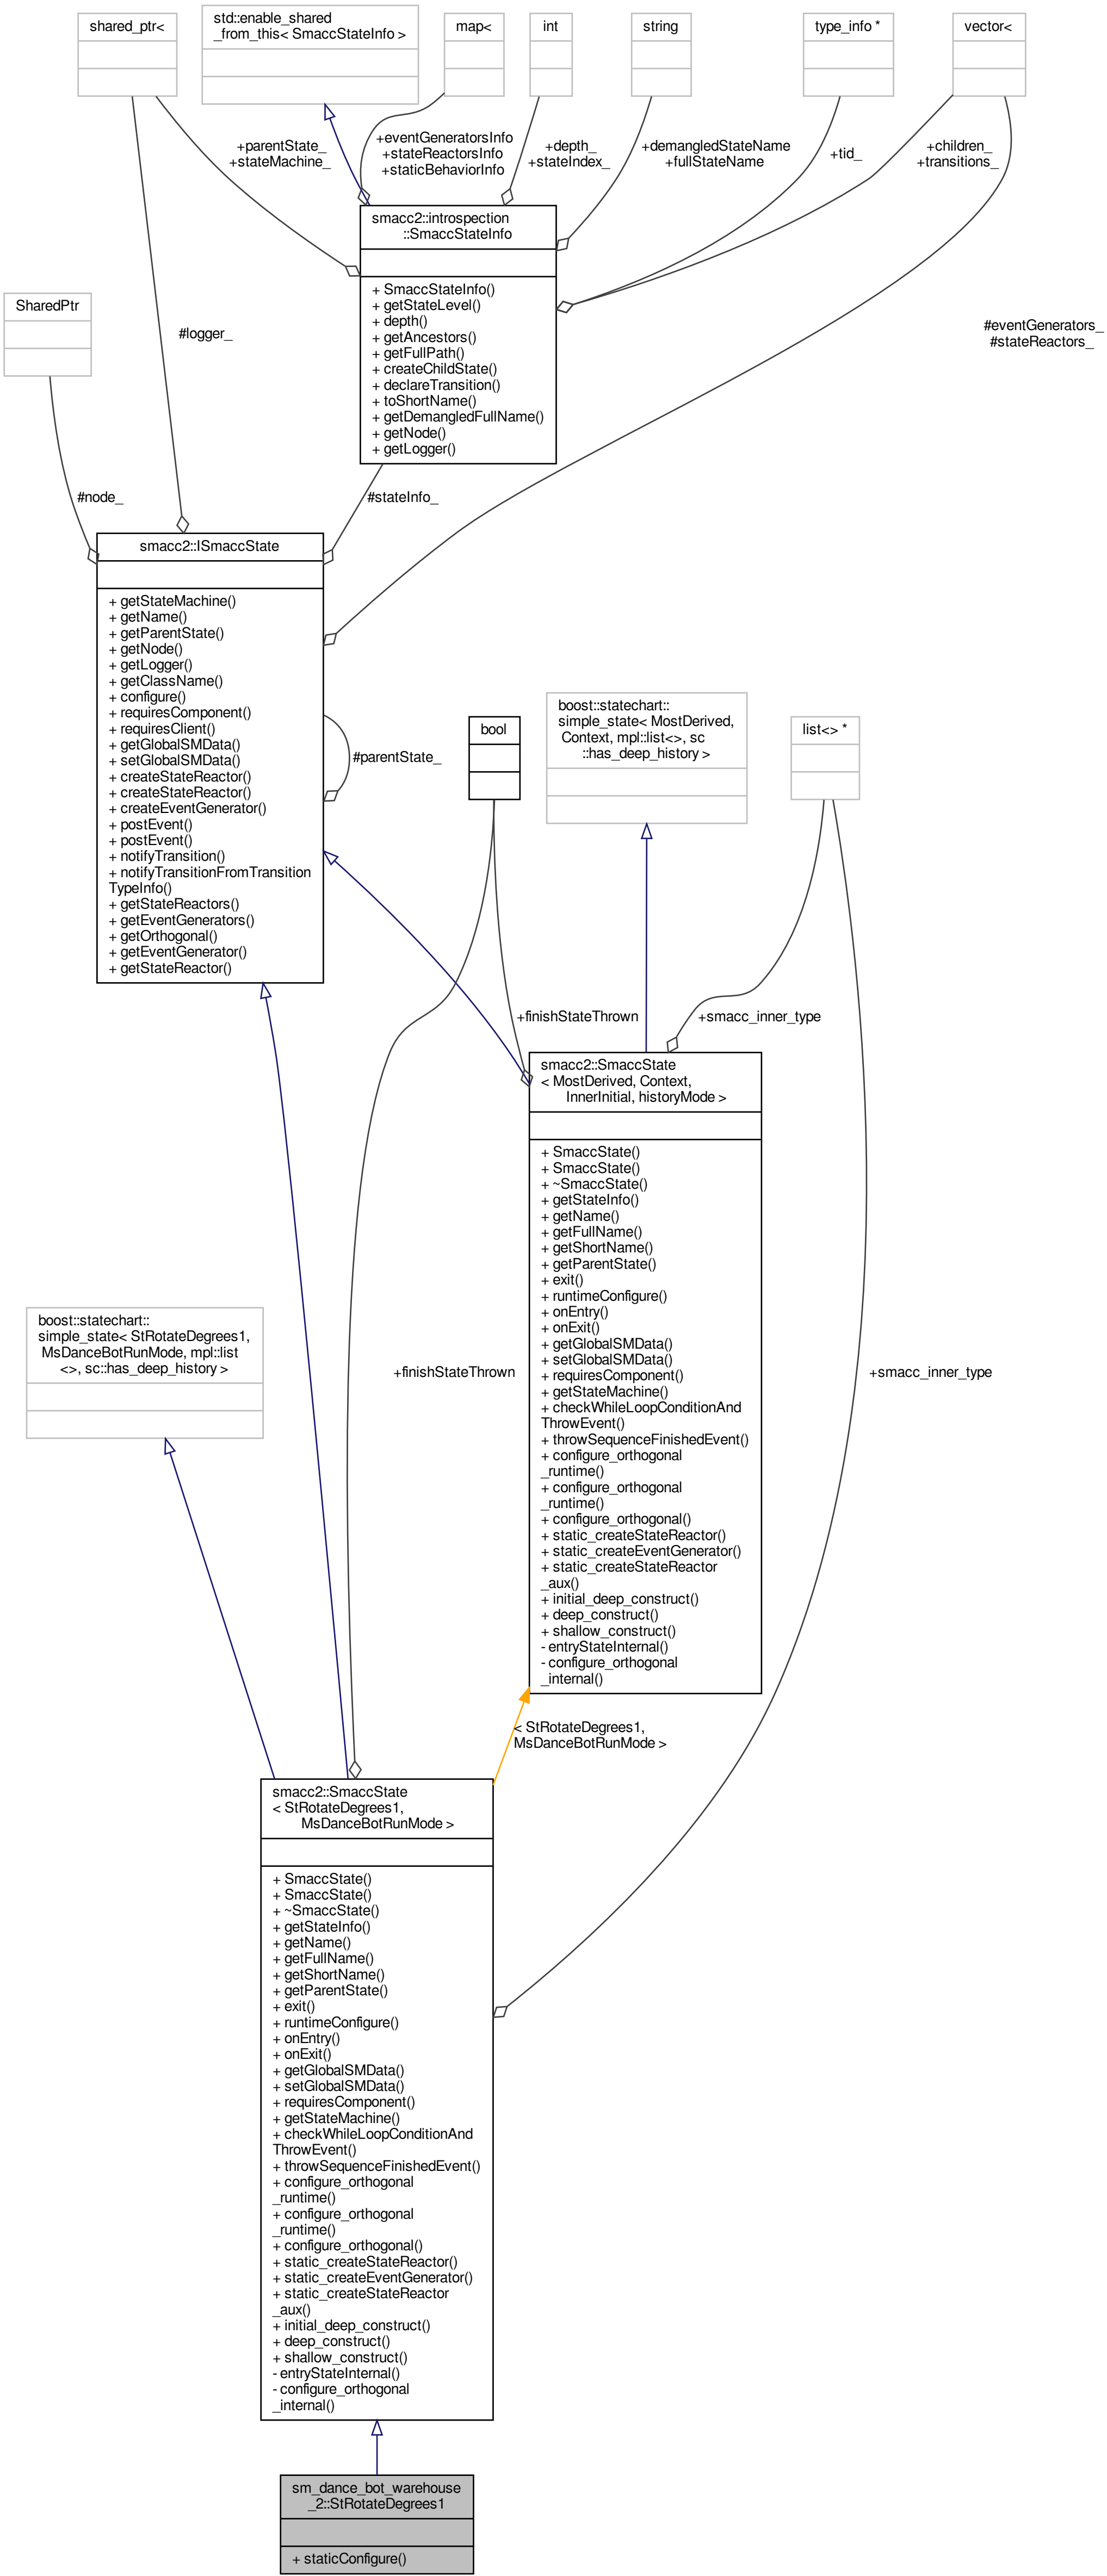 shared_ptr<
std::enable_shared
_from_this< SmaccStateInfo >
map<
int
string
type_info *
vector<
+parentState_
+stateMachine_
+eventGeneratorsInfo
+stateReactorsInfo
+staticBehaviorInfo
+depth_
+stateIndex_
+demangledStateName
+fullStateName
+tid_
+children_
+transitions_
smacc2::introspection
::SmaccStateInfo
+ SmaccStateInfo()
+ getStateLevel()
+ depth()
+ getAncestors()
+ getFullPath()
+ createChildState()
+ declareTransition()
+ toShortName()
+ getDemangledFullName()
+ getNode()
+ getLogger()
SharedPtr
#logger_
#eventGenerators_
#stateReactors_
#node_
#stateInfo_
smacc2::ISmaccState
+ getStateMachine()
+ getName()
+ getParentState()
+ getNode()
+ getLogger()
+ getClassName()
+ configure()
+ requiresComponent()
+ requiresClient()
+ getGlobalSMData()
+ setGlobalSMData()
+ createStateReactor()
+ createStateReactor()
+ createEventGenerator()
+ postEvent()
+ postEvent()
+ notifyTransition()
+ notifyTransitionFromTransition
TypeInfo()
+ getStateReactors()
+ getEventGenerators()
+ getOrthogonal()
+ getEventGenerator()
+ getStateReactor()
#parentState_
bool
boost::statechart::
simple_state< MostDerived,
Context, mpl::list<>, sc
::has_deep_history >
list<> *
+finishStateThrown
+smacc_inner_type
smacc2::SmaccState
< MostDerived, Context,
InnerInitial, historyMode >
+ SmaccState()
+ SmaccState()
+ ~SmaccState()
+ getStateInfo()
+ getName()
+ getFullName()
+ getShortName()
+ getParentState()
+ exit()
+ runtimeConfigure()
+ onEntry()
+ onExit()
+ getGlobalSMData()
+ setGlobalSMData()
+ requiresComponent()
+ getStateMachine()
+ checkWhileLoopConditionAnd
ThrowEvent()
+ throwSequenceFinishedEvent()
+ configure_orthogonal
_runtime()
+ configure_orthogonal
_runtime()
+ configure_orthogonal()
+ static_createStateReactor()
+ static_createEventGenerator()
+ static_createStateReactor
_aux()
+ initial_deep_construct()
+ deep_construct()
+ shallow_construct()
- entryStateInternal()
- configure_orthogonal
_internal()
boost::statechart::
simple_state< StRotateDegrees1,
MsDanceBotRunMode, mpl::list
<>, sc::has_deep_history >
+finishStateThrown
+smacc_inner_type
< StRotateDegrees1,
MsDanceBotRunMode >
smacc2::SmaccState
< StRotateDegrees1,
MsDanceBotRunMode >
+ SmaccState()
+ SmaccState()
+ ~SmaccState()
+ getStateInfo()
+ getName()
+ getFullName()
+ getShortName()
+ getParentState()
+ exit()
+ runtimeConfigure()
+ onEntry()
+ onExit()
+ getGlobalSMData()
+ setGlobalSMData()
+ requiresComponent()
+ getStateMachine()
+ checkWhileLoopConditionAnd
ThrowEvent()
+ throwSequenceFinishedEvent()
+ configure_orthogonal
_runtime()
+ configure_orthogonal
_runtime()
+ configure_orthogonal()
+ static_createStateReactor()
+ static_createEventGenerator()
+ static_createStateReactor
_aux()
+ initial_deep_construct()
+ deep_construct()
+ shallow_construct()
- entryStateInternal()
- configure_orthogonal
_internal()
sm_dance_bot_warehouse
_2::StRotateDegrees1
+ staticConfigure()